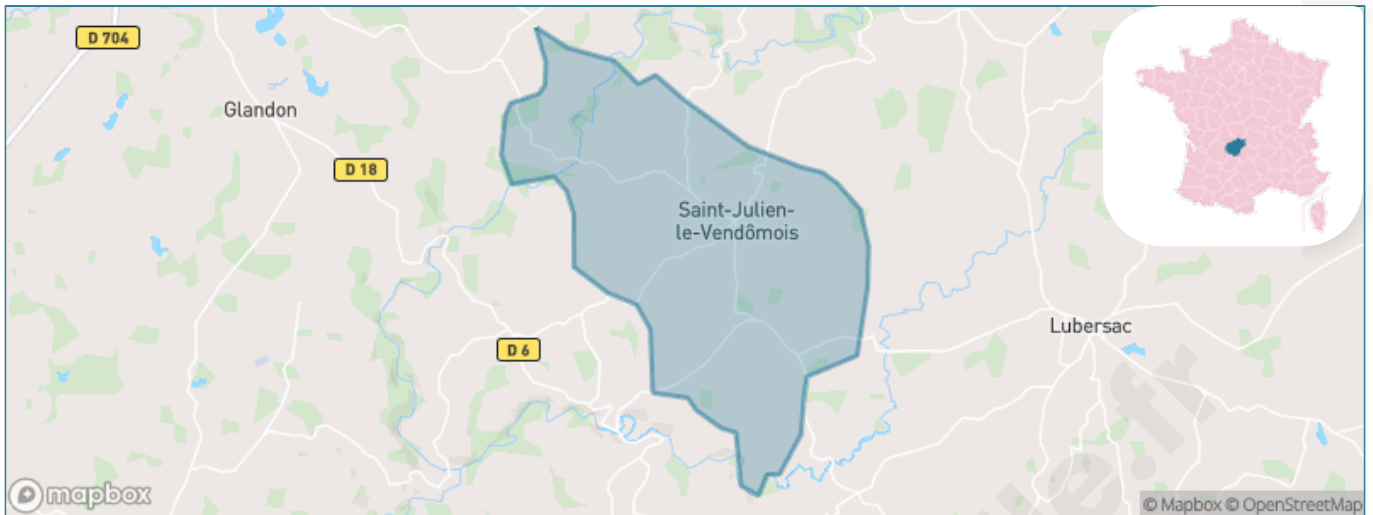 D 704
Glandon
D 18
Saint-Julien-
le-Vendômois
Lubersac
D 6
mapbox
© Mapbox © OpenStreetMap